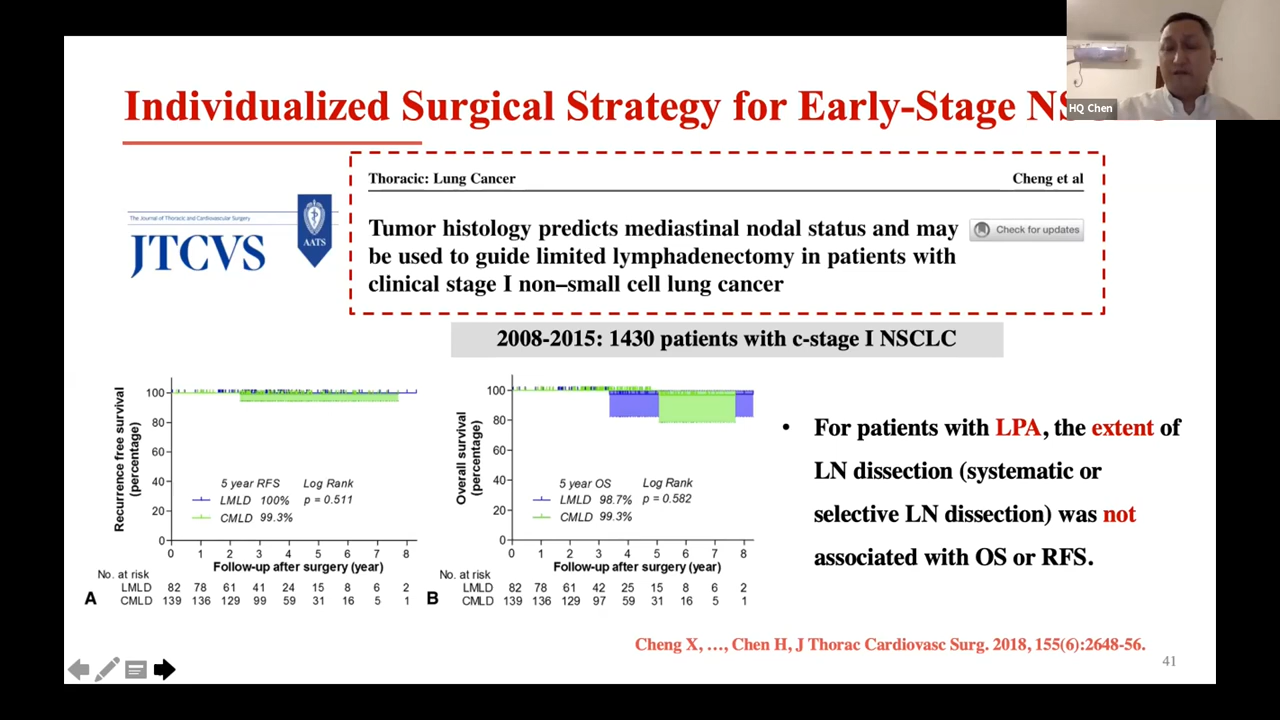 Individualized Surgical Strategy for Early-Stage
HQ Chen
Thoracic: Lung Cancer
Cheng et al
The Journal of Thoracic and Cardiovascular Surgery
JTCVS
AATS
Tumor histology predicts mediastinal nodal status and may
be used to guide limited lymphadenectomy in patients with
clinical stage I non–small cell lung cancer
Check for updates
2008-2015: 1430 patients with c-stage I NSCLC
Recurrence free survival
(percentage)
100
80
60
40
20
0
5 year RFS Log Rank
LMLD 100% p = 0.511
CMLD 99.3%
0 1 2 3 4 5 6 7 8
Follow-up after surgery (year)
No. at risk
LMLD 82 78 61 41 24 15 8 6 2
CMLD 139 136 129 99 59 31 16 5 1
A
Overall survival
(percentage)
100
80
60
40
20
0
5 year OS Log Rank
LMLD 98.7% p = 0.582
CMLD 99.3%
0 1 2 3 4 5 6 7 8
Follow-up after surgery (year)
No. at risk
LMLD 82 78 61 42 25 15 8 6 2
CMLD 139 136 129 97 59 31 16 5 1
B
• For patients with LPA, the extent of
LN dissection (systematic or
selective LN dissection) was not
associated with OS or RFS.
Cheng X, …, Chen H, J Thorac Cardiovasc Surg. 2018, 155(6):2648-56.
41